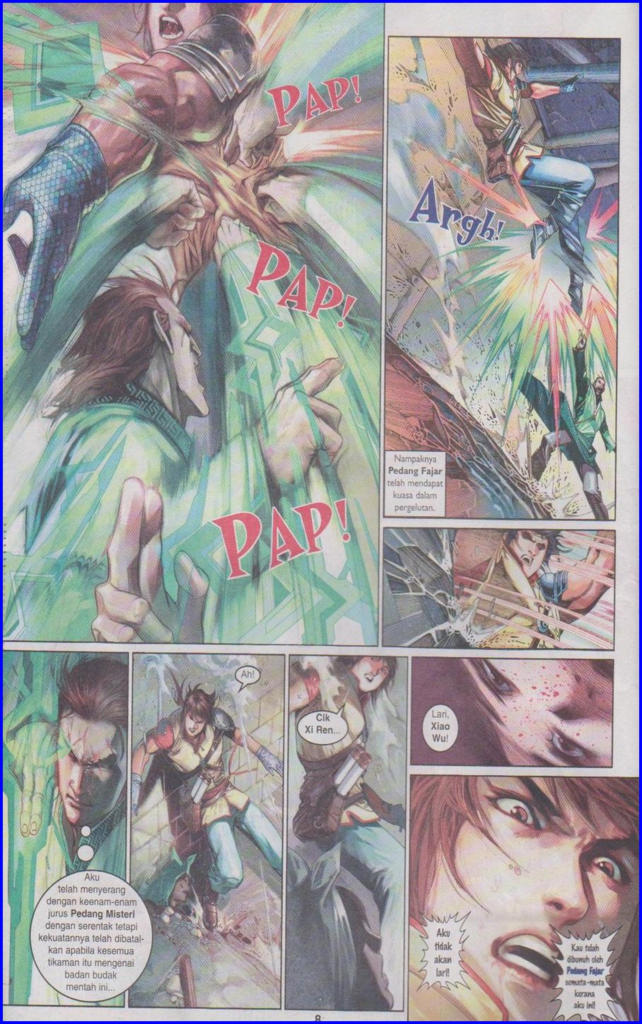 PAP!
PAP!
PAP!
Argh!
Nampaknya
Pedang Fajar
telah mendapat
kuasa dalam
pergelutan.
Aku
telah menyerang
dengan keenam-enam
jurus Pedang Misteri
dengan serentak tetapi
kekuatannya telah dibatal-
kan apabila kesemua
tikaman itu mengenai
badan budak
mentah ini...
Ah!
Cik
Xi Ren...
Lari,
Xiao
Wu!
Aku
tidak
akan
lari!
Kau telah
dibunuh oleh
Pedang Fajar
semata-mata
kerana
aku ini!
8